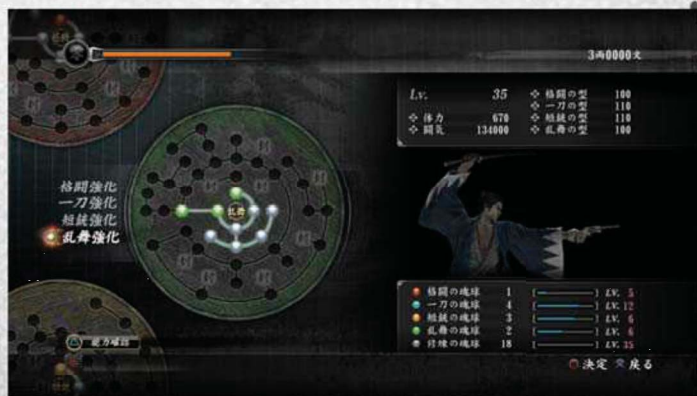 3両0000文
Lv. 35
体力 670
闘気 134000
格闘の型 100
一刀の型 110
短銃の型 110
乱舞の型 100
格闘強化
一刀強化
短銃強化
乱舞強化
乱舞
格闘の魂球 1 LV. 5
一刀の魂球 4 LV. 12
短銃の魂球 3 LV. 6
乱舞の魂球 2 LV. 6
修練の魂球 18 LV. 35
能力確認
決定 戻る